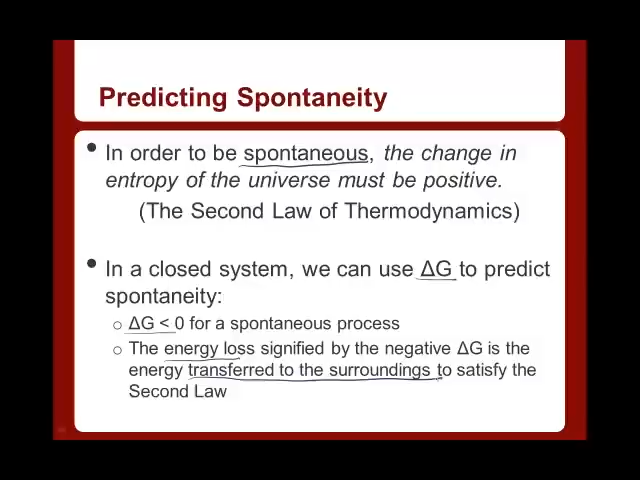 Predicting Spontaneity
• In order to be spontaneous, the change in
entropy of the universe must be positive.
(The Second Law of Thermodynamics)
• In a closed system, we can use ΔG to predict
spontaneity:
o ΔG < 0 for a spontaneous process
o The energy loss signified by the negative ΔG is the
energy transferred to the surroundings to satisfy the
Second Law